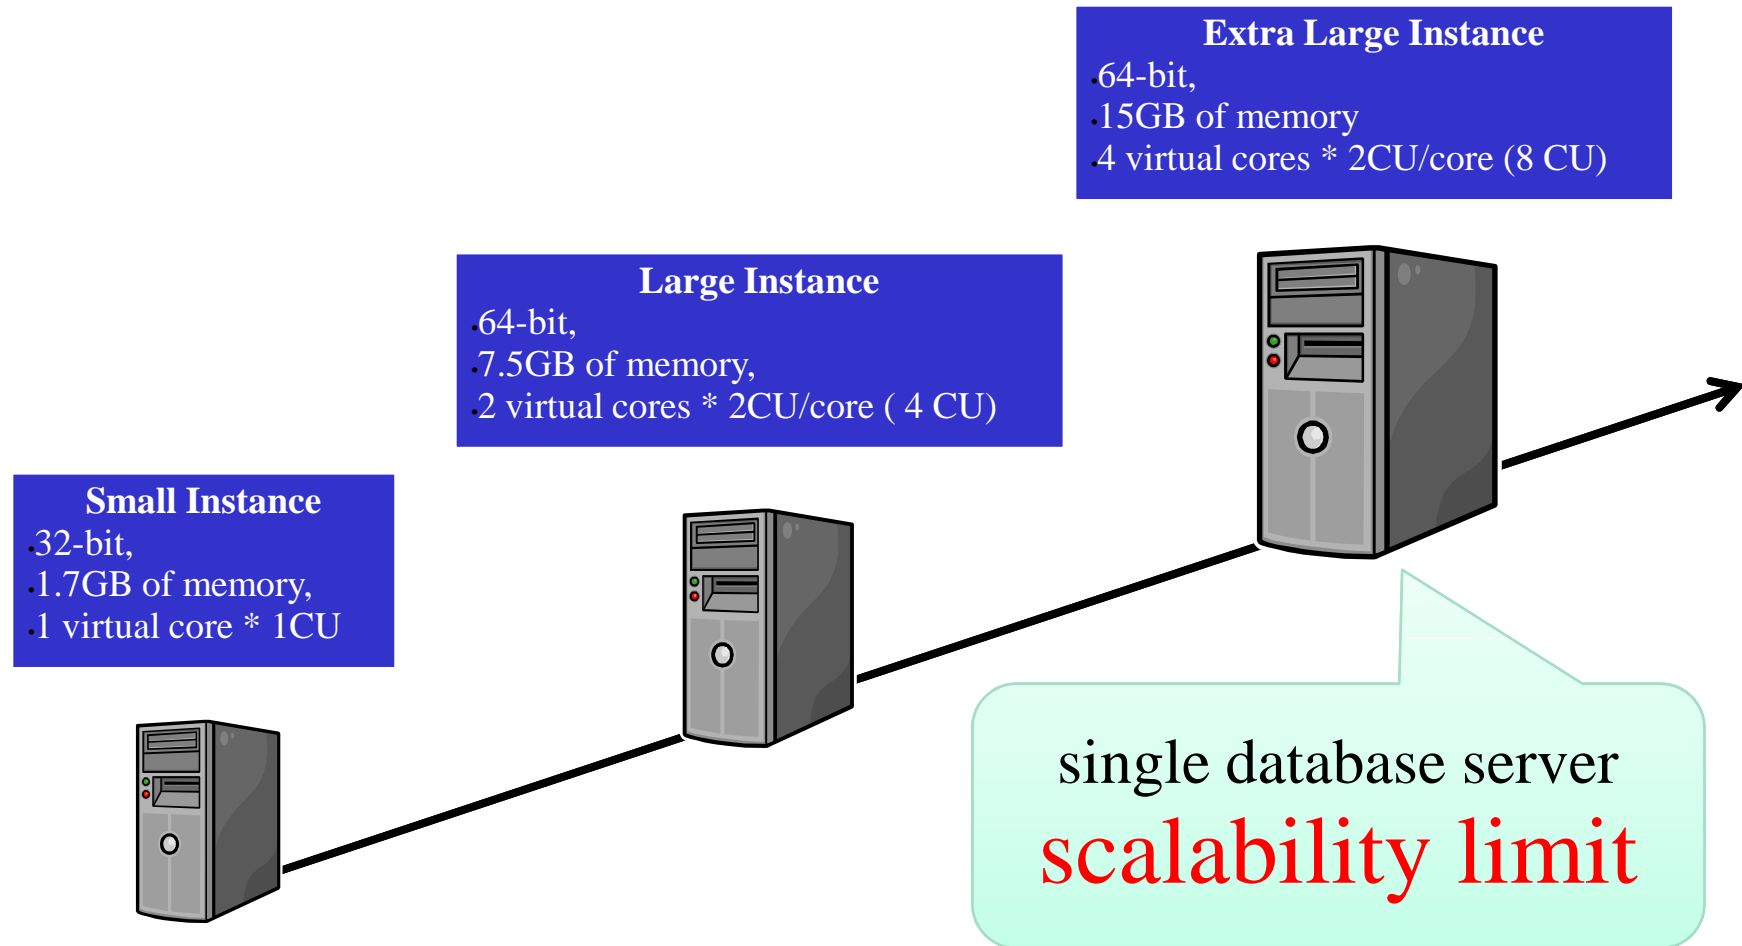 Extra Large Instance
•64-bit,
•15GB of memory
•4 virtual cores * 2CU/core (8 CU)
Large Instance
•64-bit,
•7.5GB of memory,
•2 virtual cores * 2CU/core ( 4 CU)
Small Instance
•32-bit,
•1.7GB of memory,
•1 virtual core * 1CU
single database server
scalability limit